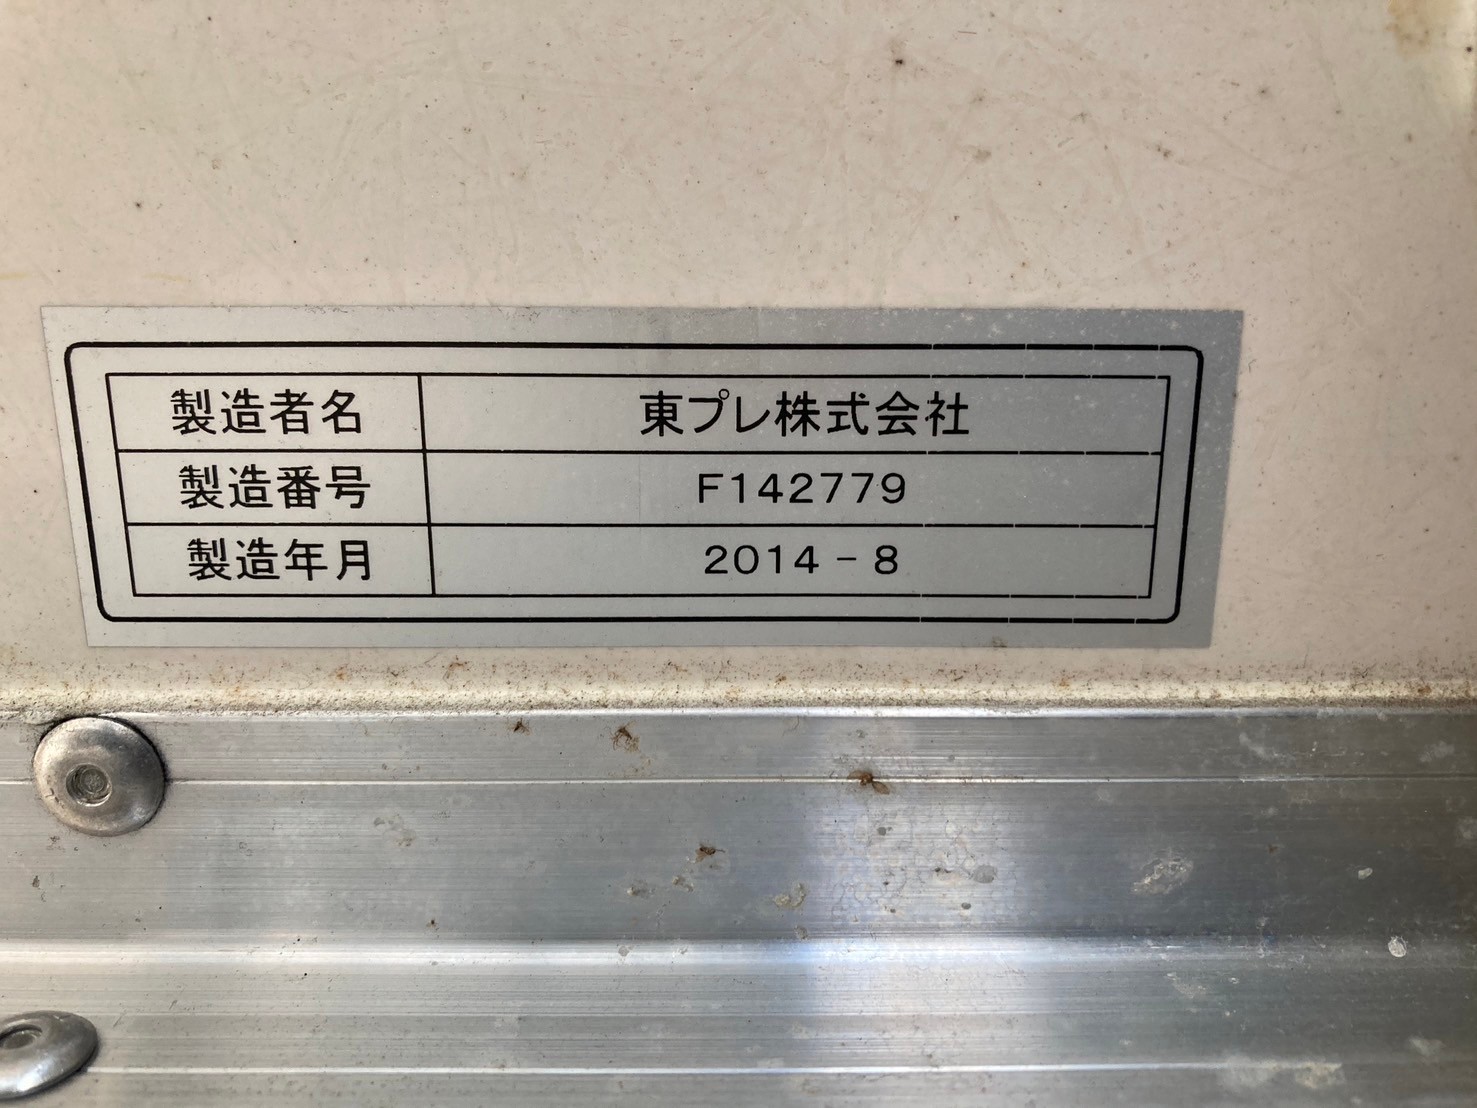 製造者名 東プレ株式会社
製造番号 F142779
製造年月 2014-8